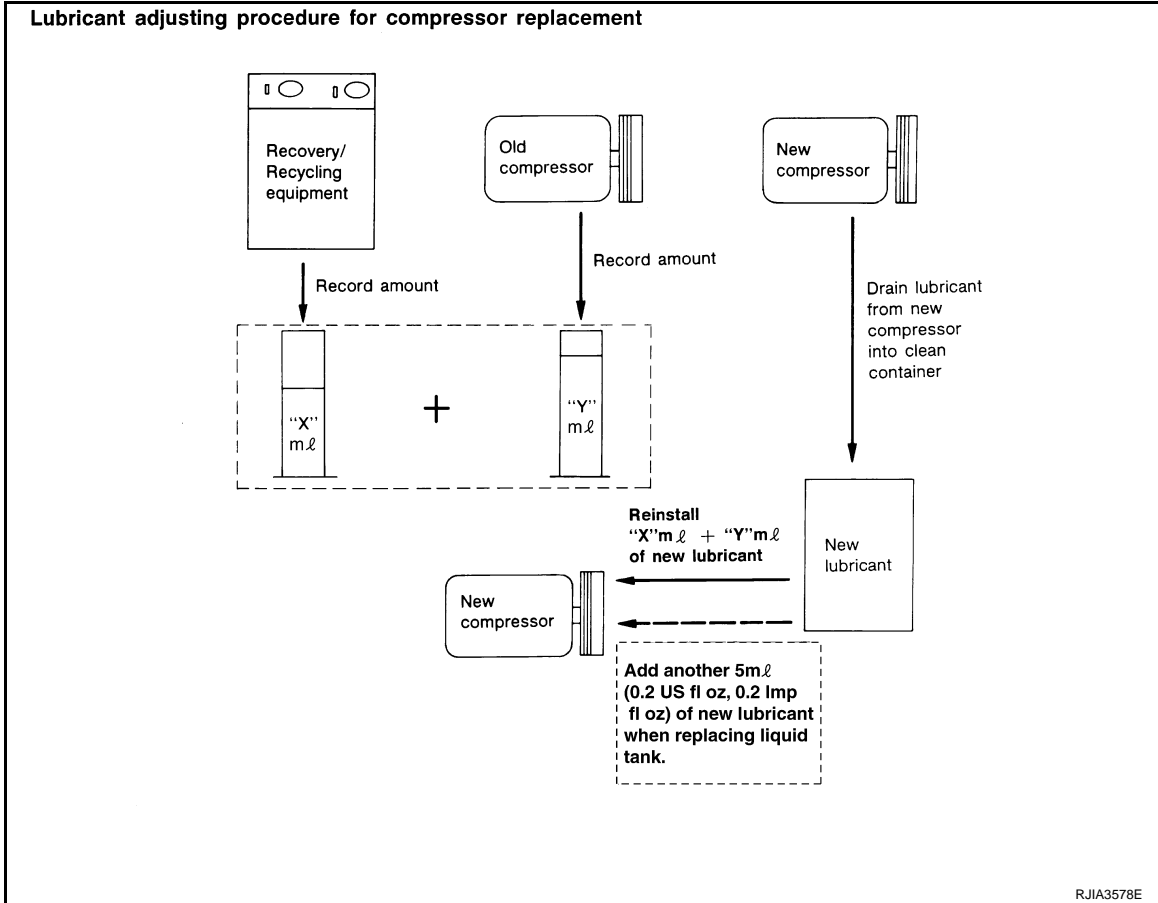 Lubricant adjusting procedure for compressor replacement
Recovery/
Recycling
equipment
Old
compressor
New
compressor
Record amount
Record amount
Drain lubricant
from new
compressor
into clean
container
“X”
mℓ
+
“Y”
mℓ
Reinstall
“X”mℓ + “Y”mℓ
of new lubricant
New
lubricant
New
compressor
Add another 5mℓ
(0.2 US fl oz, 0.2 Imp
fl oz) of new lubricant
when replacing liquid
tank.
RJIA3578E